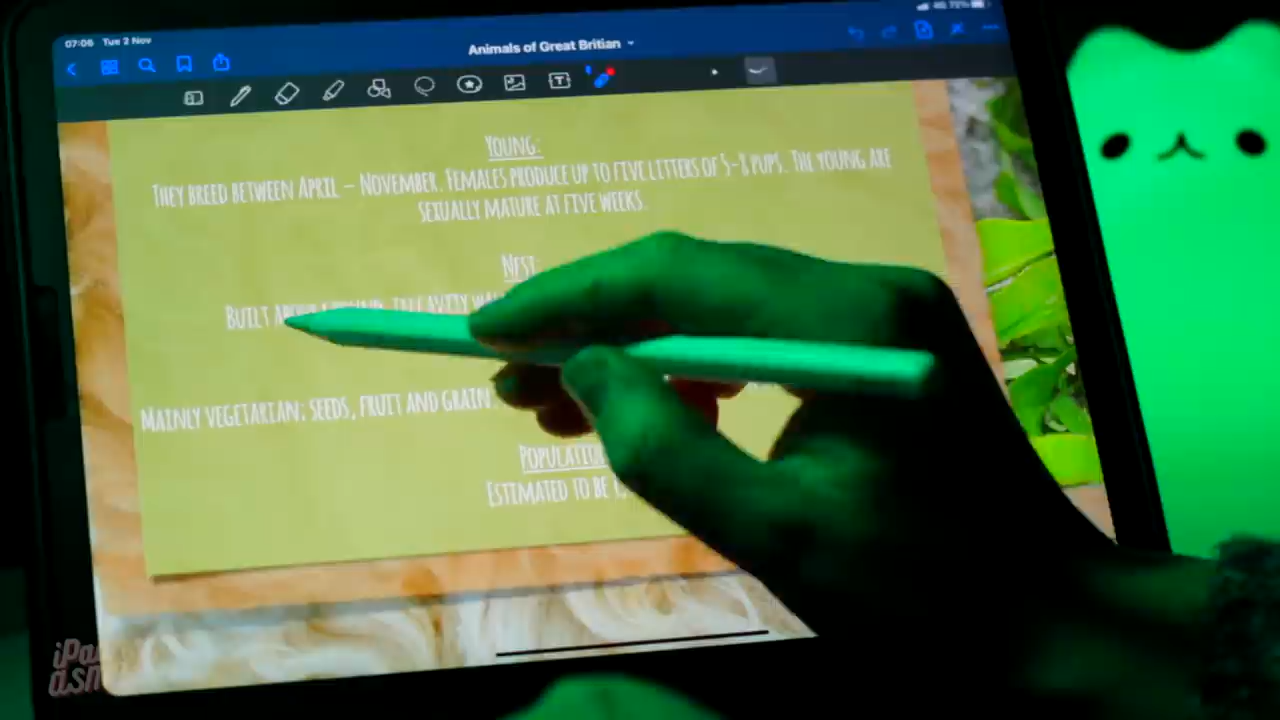 07:06 Tue 2 Nov
Animals of Great Britian
T
YOUNG:
THEY BREED BETWEEN APRIL – NOVEMBER. FEMALES PRODUCE UP TO FIVE LITTERS OF 5-8 PUPS. THE YOUNG ARE
SEXUALLY MATURE AT FIVE WEEKS.
NEST:
BUILT CAVITY
MAINLY VEGETARIAN; SEEDS, FRUIT AND GRAIN
POPULATION
ESTIMATED TO BE
asm